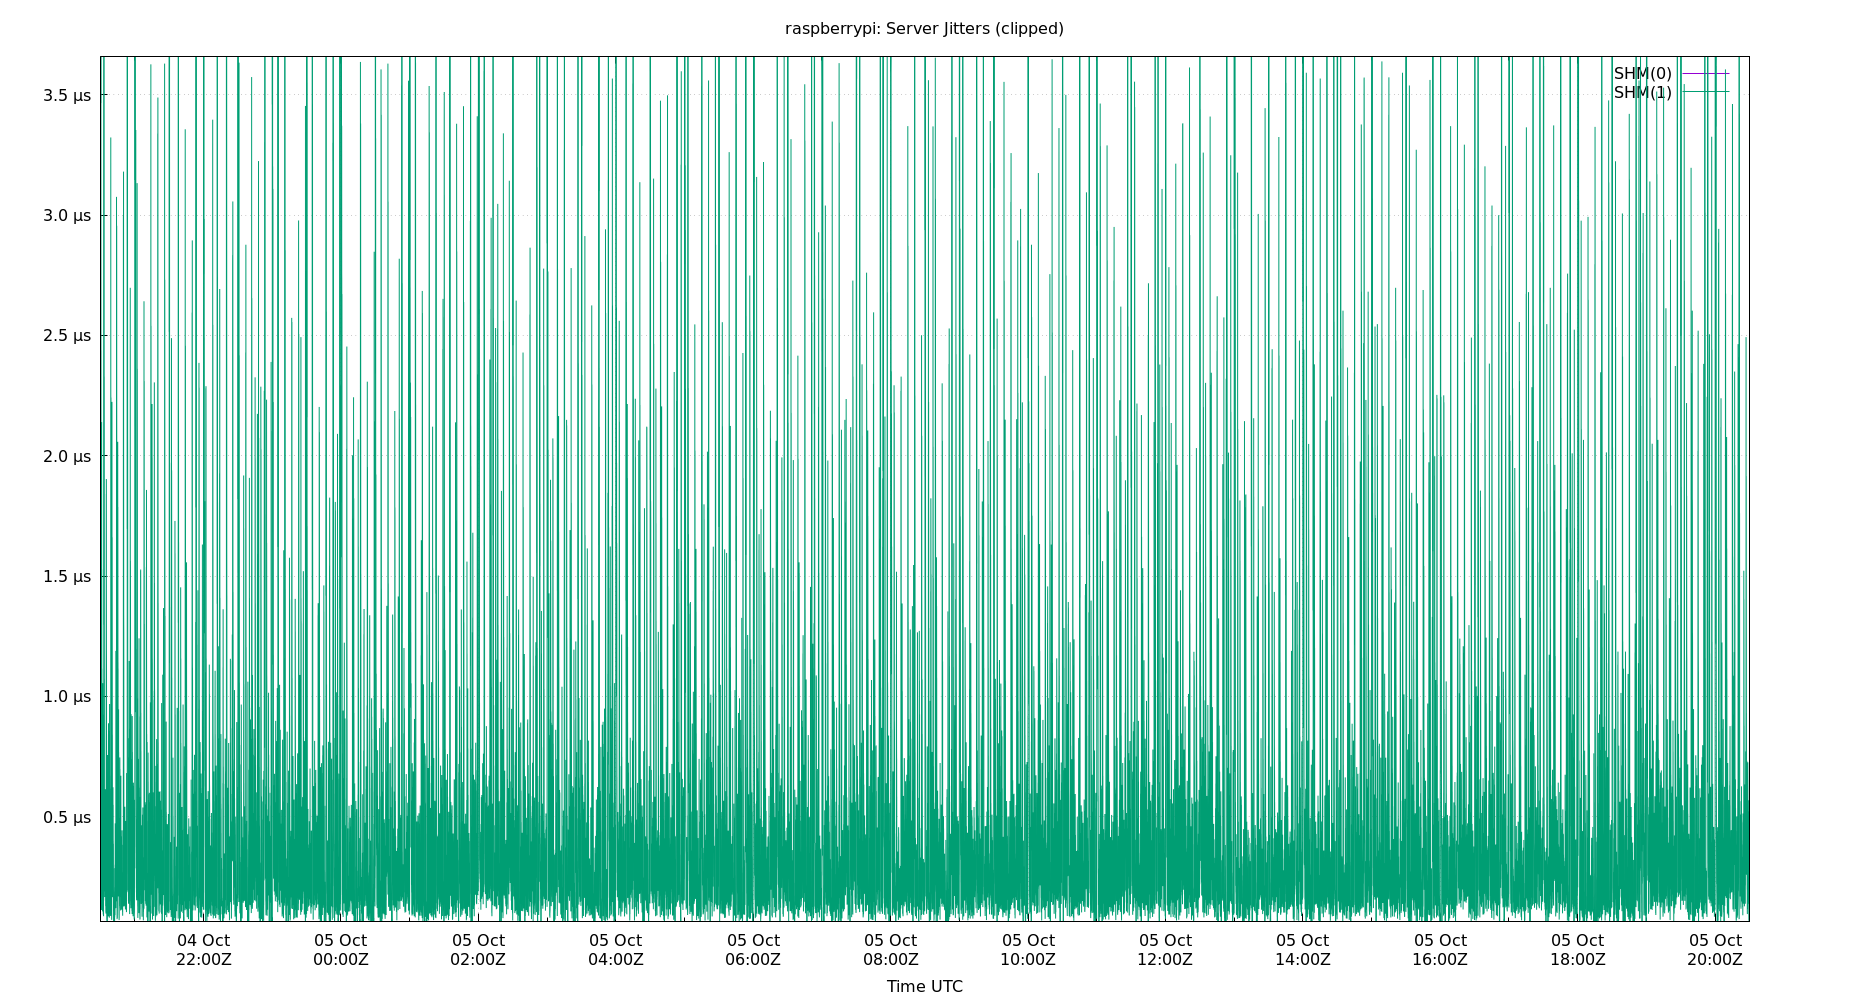 raspberrypi: Server Jitters (clipped)
SHM(0)
SHM(1)
3.5 µs
3.0 µs
2.5 µs
2.0 µs
1.5 µs
1.0 µs
0.5 µs
04 Oct 05 Oct 05 Oct 05 Oct 05 Oct 05 Oct 05 Oct 05 Oct 05 Oct 05 Oct 05 Oct 05 Oct
22:00Z 00:00Z 02:00Z 04:00Z 06:00Z 08:00Z 10:00Z 12:00Z 14:00Z 16:00Z 18:00Z 20:00Z
Time UTC